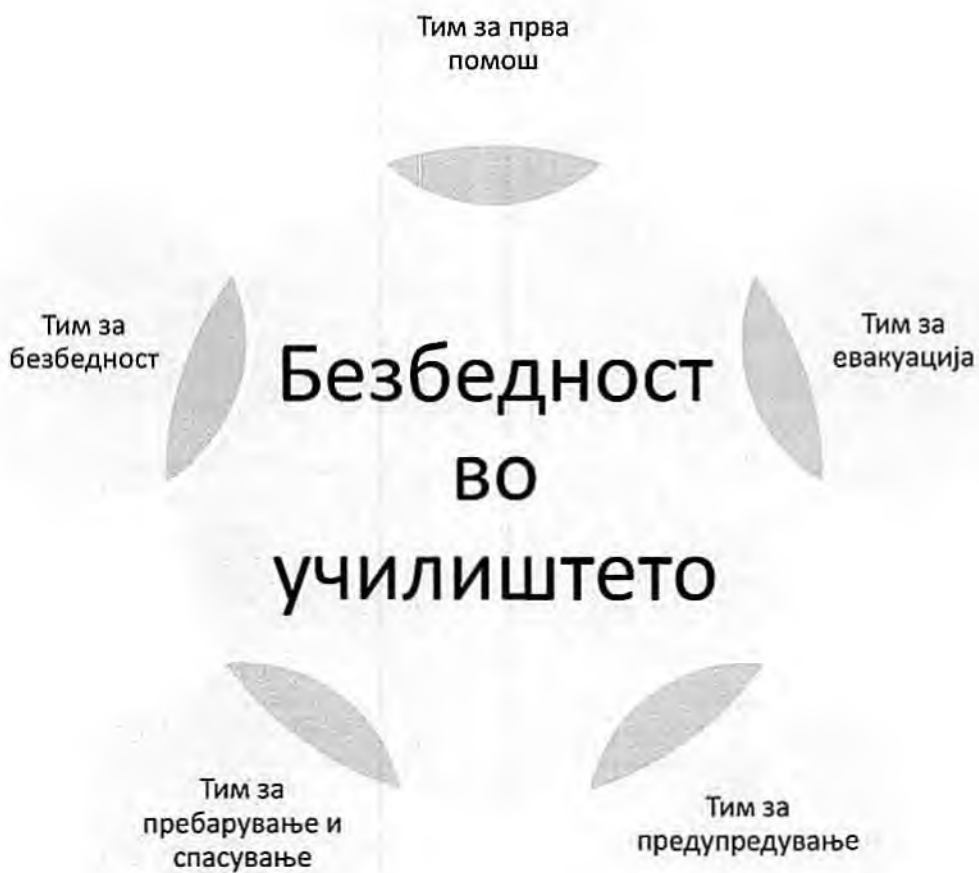 Тим за прва
помош
Тим за
безбедност
Безбедност
во
училиштето
Тим за
евакуација
Тим за
пребарување и
спасување
Тим за
предупредување